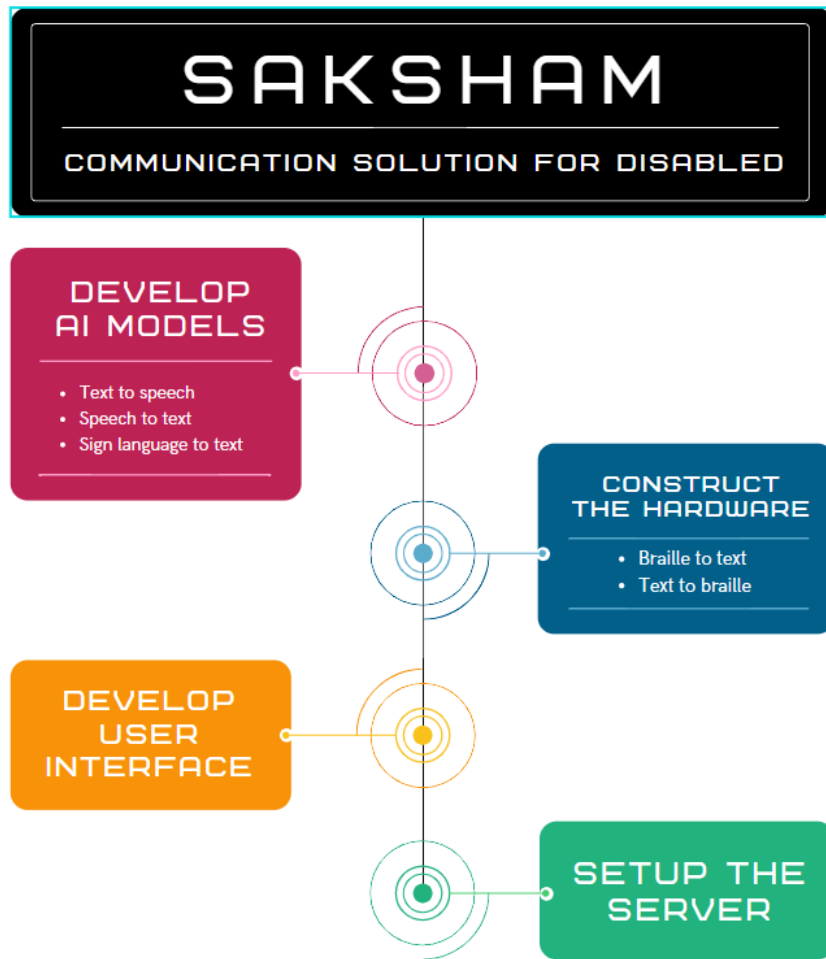 SAKSHAM
COMMUNICATION SOLUTION FOR DISABLED
DEVELOP
AI MODELS
• Text to speech
• Speech to text
• Sign language to text
CONSTRUCT
THE HARDWARE
• Braille to text
• Text to braille
DEVELOP
USER
INTERFACE
SETUP THE
SERVER